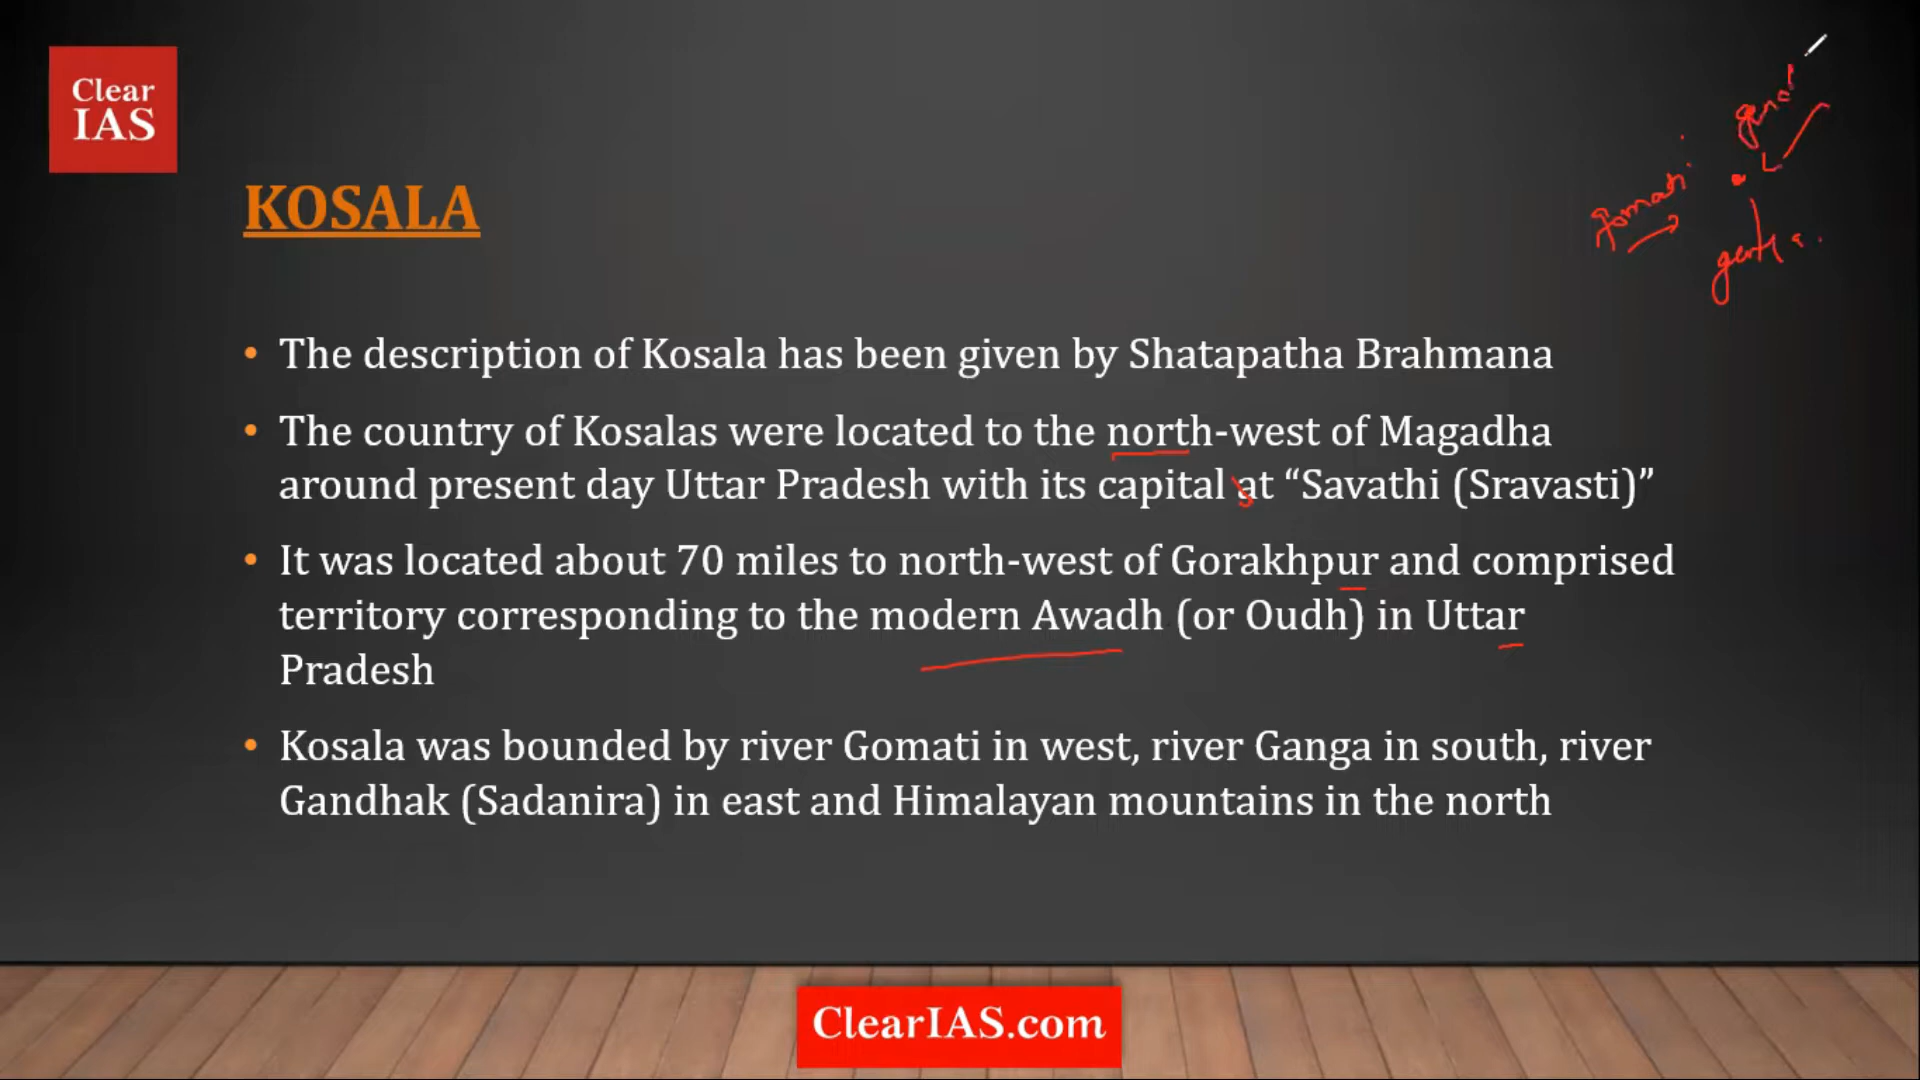 Clear
IAS
gomati
KOSALA
• The description of Kosala has been given by Shatapatha Brahmana
• The country of Kosalas were located to the north-west of Magadha
around present day Uttar Pradesh with its capital at “Savathi (Sravasti)”
• It was located about 70 miles to north-west of Gorakhpur and comprised
territory corresponding to the modern Awadh (or Oudh) in Uttar
Pradesh
• Kosala was bounded by river Gomati in west, river Ganga in south, river
Gandhak (Sadanira) in east and Himalayan mountains in the north
ClearIAS.com